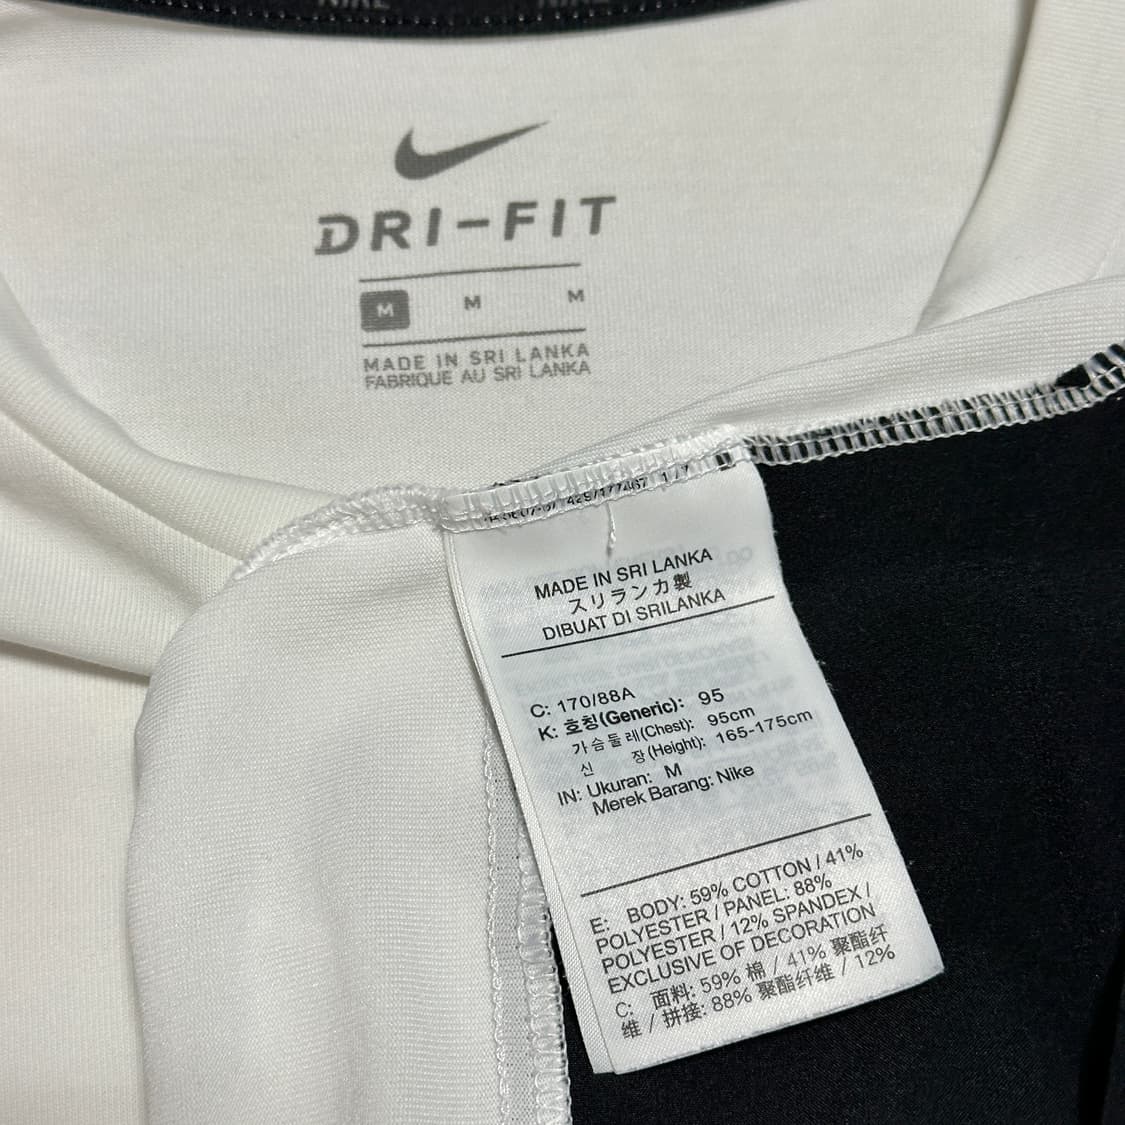 NIKE
NIKE
DRI-FIT
M M M
MADE IN SRI LANKA
FABRIQUE AU SRI LANKA
MADE IN SRI LANKA
スリランカ製
DIBUAT DI SRILANKA
C: 170/88A
K: 호칭(Generic): 95
가슴둘레(Chest): 95cm
신 장(Height): 165-175cm
IN: Ukuran: M
Merek Barang: Nike
E: BODY: 59% COTTON / 41%
POLYESTER / PANEL: 88%
POLYESTER / 12% SPANDEX /
EXCLUSIVE OF DECORATION
C: 面料: 59% 棉 / 41% 聚酯纤
维 / 拼接: 88% 聚酯纤维 / 12%